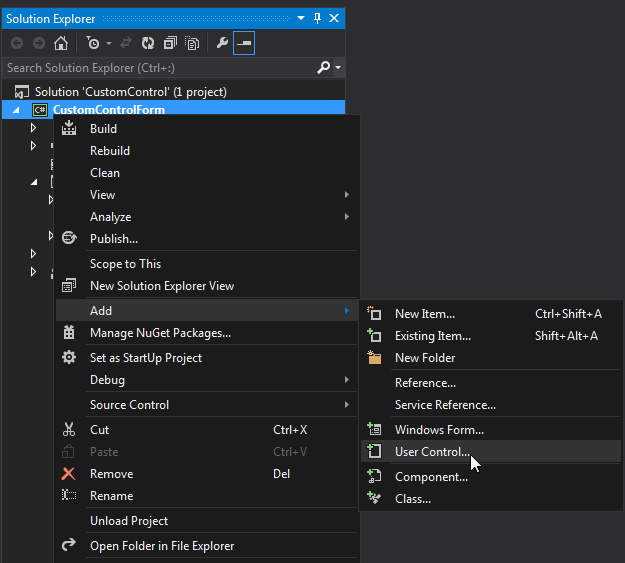 Solution Explorer
Search Solution Explorer (Ctrl+:)
Solution 'CustomControl' (1 project)
C# CustomControlForm
Build
Rebuild
Clean
View
Analyze
Publish...
Scope to This
New Solution Explorer View
Add
Manage NuGet Packages...
Set as StartUp Project
Debug
Source Control
Cut Ctrl+X
Paste Ctrl+V
Remove Del
Rename
Unload Project
Open Folder in File Explorer
New Item... Ctrl+Shift+A
Existing Item... Shift+Alt+A
New Folder
Reference...
Service Reference...
Windows Form...
User Control...
Component...
Class...